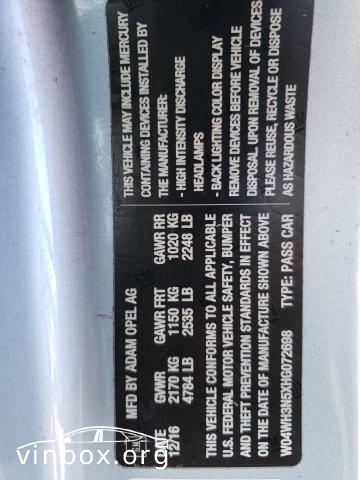 MFD BY ADAM OPEL AG
DATE GVWR GAWR FRT GAWR RR
12/16 2170 KG 1150 KG 1020 KG
4784 LB 2535 LB 2248 LB
THIS VEHICLE CONFORMS TO ALL APPLICABLE
U.S. FEDERAL MOTOR VEHICLE SAFETY, BUMPER
AND THEFT PREVENTION STANDARDS IN EFFECT
ON THE DATE OF MANUFACTURE SHOWN ABOVE
W04WH3N5XHG072698 TYPE: PASS CAR
THIS VEHICLE MAY INCLUDE MERCURY
CONTAINING DEVICES INSTALLED BY
THE MANUFACTURER:
- HIGH INTENSITY DISCHARGE
HEADLAMPS
- BACK LIGHTING COLOR DISPLAY
REMOVE DEVICES BEFORE VEHICLE
DISPOSAL. UPON REMOVAL OF DEVICES
PLEASE REUSE, RECYCLE OR DISPOSE
AS HAZARDOUS WASTE
vinbox.org